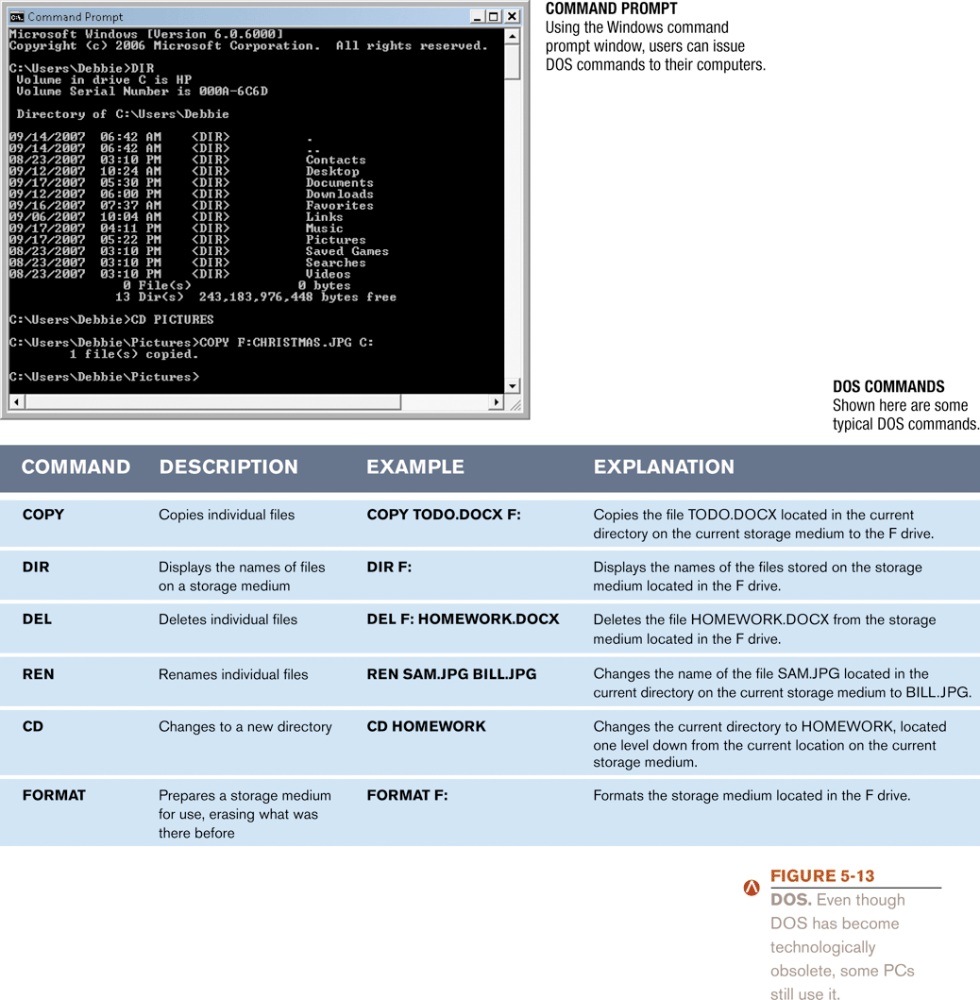 Command Prompt
Microsoft Windows [Version 6.0.6000]
Copyright (c) 2006 Microsoft Corporation.  All rights reserved.
C:\Users\Debbie>DIR
Volume in drive C is HP
Volume Serial Number is 000A-6C6D
Directory of C:\Users\Debbie
09/14/2007  06:42 AM    <DIR>          .
09/14/2007  06:42 AM    <DIR>          ..
08/23/2007  03:10 PM    <DIR>          Contacts
09/12/2007  10:24 AM    <DIR>          Desktop
09/17/2007  05:30 PM    <DIR>          Documents
09/12/2007  06:00 PM    <DIR>          Downloads
09/16/2007  07:37 AM    <DIR>          Favorites
09/06/2007  10:04 AM    <DIR>          Links
09/17/2007  04:11 PM    <DIR>          Music
09/17/2007  05:22 PM    <DIR>          Pictures
08/23/2007  03:10 PM    <DIR>          Saved Games
08/23/2007  03:10 PM    <DIR>          Searches
08/23/2007  03:10 PM    <DIR>          Videos
0 File(s)              0 bytes
13 Dir(s)  243,183,976,448 bytes free
C:\Users\Debbie>CD PICTURES
C:\Users\Debbie\Pictures>COPY F:CHRISTMAS.JPG C:
1 file(s) copied.
C:\Users\Debbie\Pictures>
COMMAND PROMPT
Using the Windows command
prompt window, users can issue
DOS commands to their computers.
DOS COMMANDS
Shown here are some
typical DOS commands.
COMMAND DESCRIPTION EXAMPLE EXPLANATION
COPY Copies individual files COPY TODO.DOCX F: Copies the file TODO.DOCX located in the current
directory on the current storage medium to the F drive.
DIR Displays the names of files DIR F: Displays the names of the files stored on the storage
on a storage medium medium located in the F drive.
DEL Deletes individual files DEL F: HOMEWORK.DOCX Deletes the file HOMEWORK.DOCX from the storage
medium located in the F drive.
REN Renames individual files REN SAM.JPG BILL.JPG Changes the name of the file SAM.JPG located in the
current directory on the current storage medium to BILL.JPG.
CD Changes to a new directory CD HOMEWORK Changes the current directory to HOMEWORK, located
one level down from the current location on the current
storage medium.
FORMAT Prepares a storage medium FORMAT F: Formats the storage medium located in the F drive.
for use, erasing what was
there before
FIGURE 5-13
DOS. Even though
DOS has become
technologically
obsolete, some PCs
still use it.